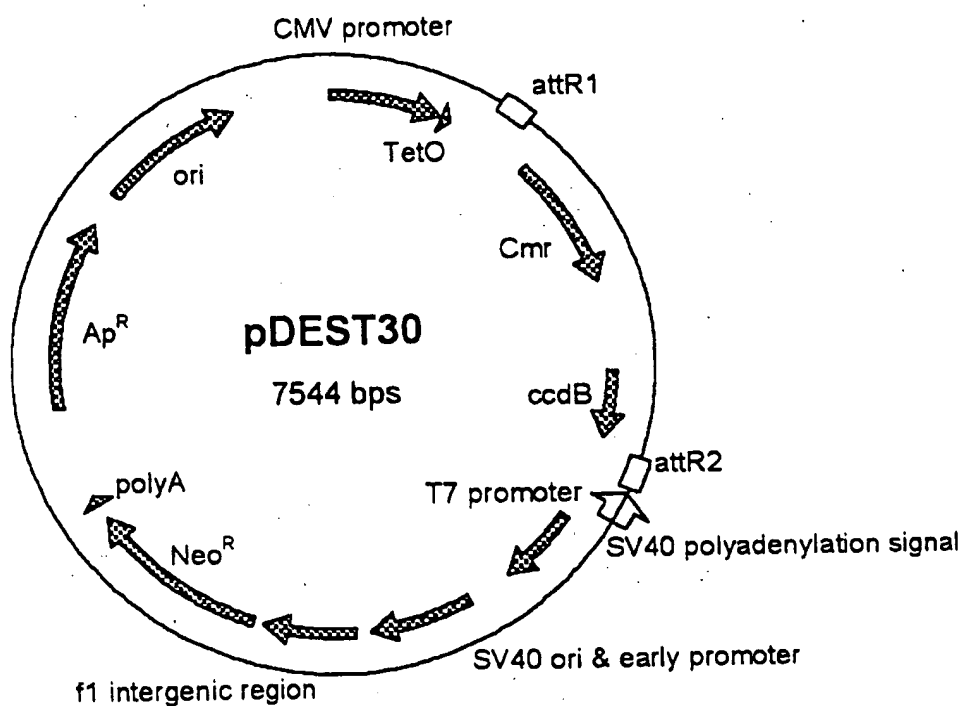 CMV promoter
attR1
TetO
ori
Cmr
Ap^R
pDEST30
7544 bps
ccdB
attR2
polyA
T7 promoter
SV40 polyadenylation signal
Neo^R
SV40 ori & early promoter
f1 intergenic region